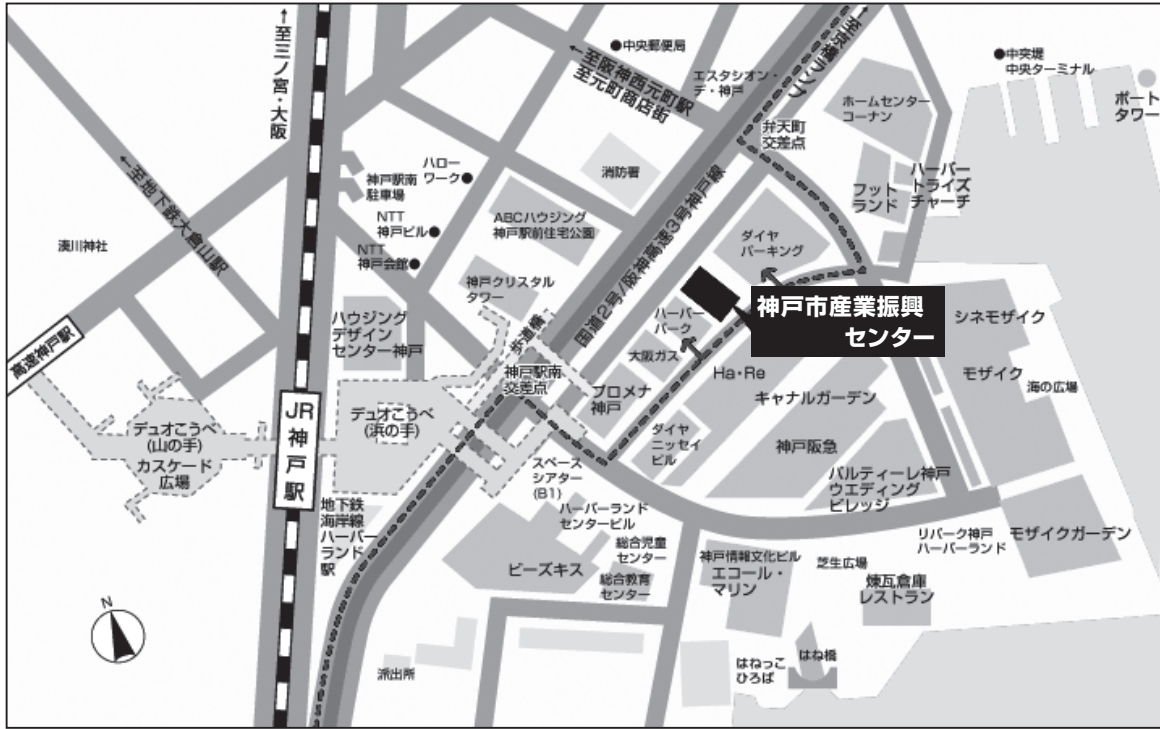 ←至三ノ宮・大阪
←至地下鉄大倉山駅
湊川神社
高速神戸駅
神戸駅南
駐車場
ハロー
ワーク
NTT
神戸ビル
NTT
神戸会館
中央郵便局
←至阪神西元町駅
至元町商店街
エスタシオン・
デ・神戸
←至京橋ランプ
消防署
弁天町
交差点
ABCハウジング
神戸駅前住宅公園
神戸クリスタル
タワー
国道2号/阪神高速3号神戸線
歩道橋
ハウジング
デザイン
センター神戸
神戸駅南
交差点
JR神戸駅
デュオこうべ
(山の手)
カスケード
広場
デュオこうべ
(浜の手)
地下鉄
海岸線
ハーバー
ランド
駅
中突堤
中央ターミナル
ポート
タワー
ホームセンター
コーナン
フット
ランド
ハーバー
トライズ
チャーチ
ダイヤ
パーキング
神戸市産業振興
センター
ハーバー
パーク
大阪ガス
プロメナ
神戸
Ha・Re
キャナルガーデン
シネモザイク
モザイク
海の広場
ダイヤ
ニッセイ
ビル
神戸阪急
パルティーレ神戸
ウエディング
ビレッジ
スペース
シアター
(B1)
ハーバーランド
センタービル
総合児童
センター
総合教育
センター
ビーズキス
神戸情報文化ビル
エコール・
マリン
芝生広場
リパーク神戸
ハーバーランド
モザイクガーデン
煉瓦倉庫
レストラン
N
派出所
はねっこ
ひろば
はね橋